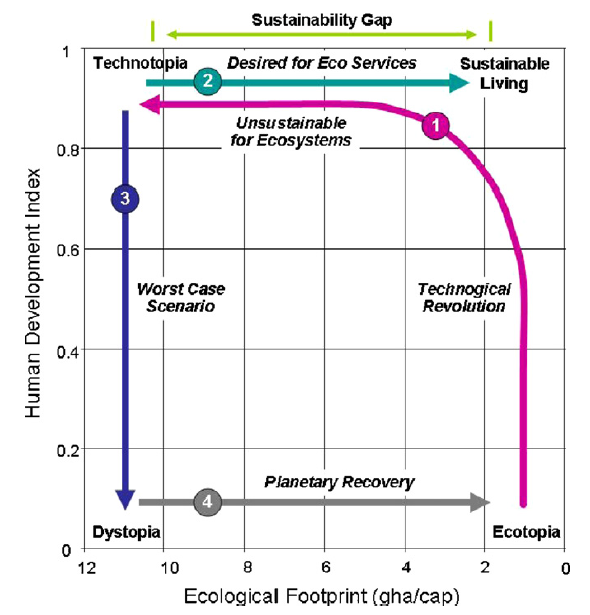 Sustainability Gap
1
Technotopia
Desired for Eco Services
Sustainable
Living
2
Unsustainable
for Ecosystems
1
0.8
3
0.6
Worst Case
Scenario
Technogical
Revolution
0.4
0.2
Planetary Recovery
4
Dystopia
Ecotopia
0
12
10
8
6
4
2
0
Human Development Index
Ecological Footprint (gha/cap)